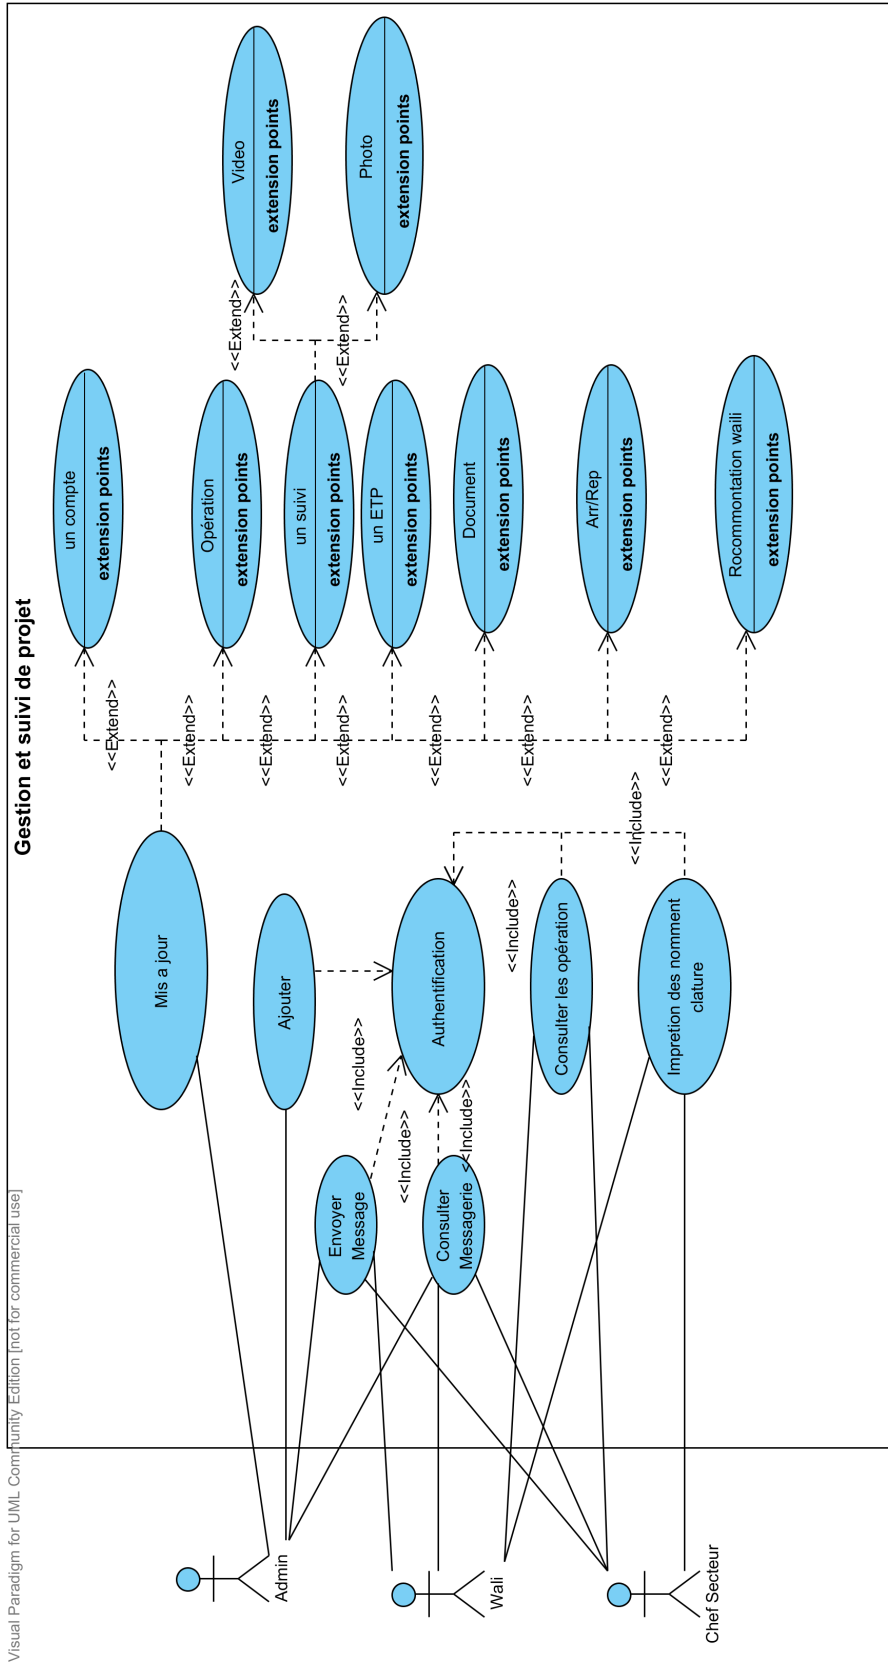 Visual Paradigm for UML Community Edition [not for commercial use]
Gestion et suivi de projet
Admin
Wali
Chef Secteur
Mis a jour
Ajouter
Envoyer
Message
Consulter
Messagerie
Authentification
Consulter les opération
Impretion des nomment
clature
<<Include>>
<<Include>>
<<Include>>
<<Include>>
<<Include>>
<<Extend>>
<<Extend>>
<<Extend>>
<<Extend>>
<<Extend>>
<<Extend>>
<<Extend>>
un compte
extension points
Opération
extension points
un suivi
extension points
un ETP
extension points
Document
extension points
Arr/Rep
extension points
Rocommontation waili
extension points
<<Extend>>
<<Extend>>
Video
extension points
Photo
extension points